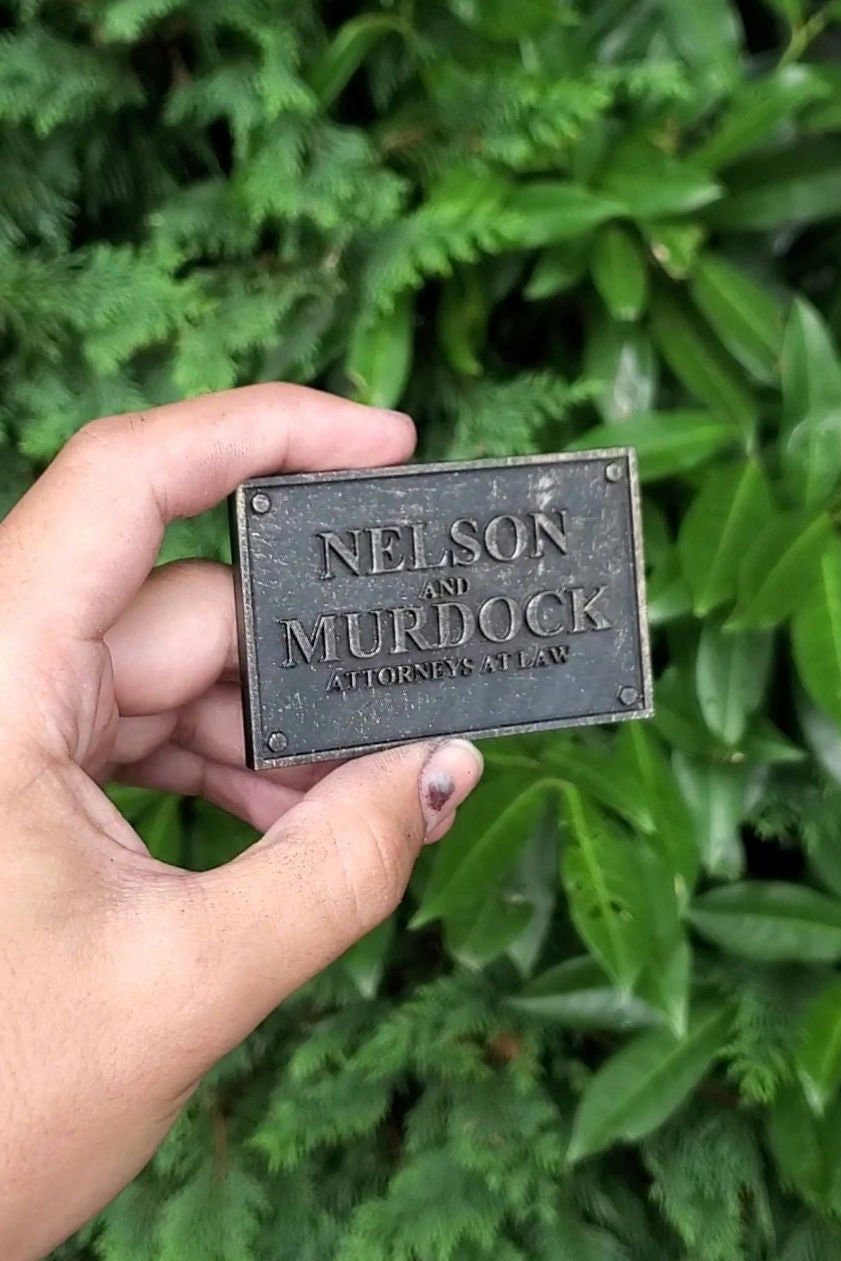 NELSON
AND
MURDOCK
ATTORNEYS AT LAW